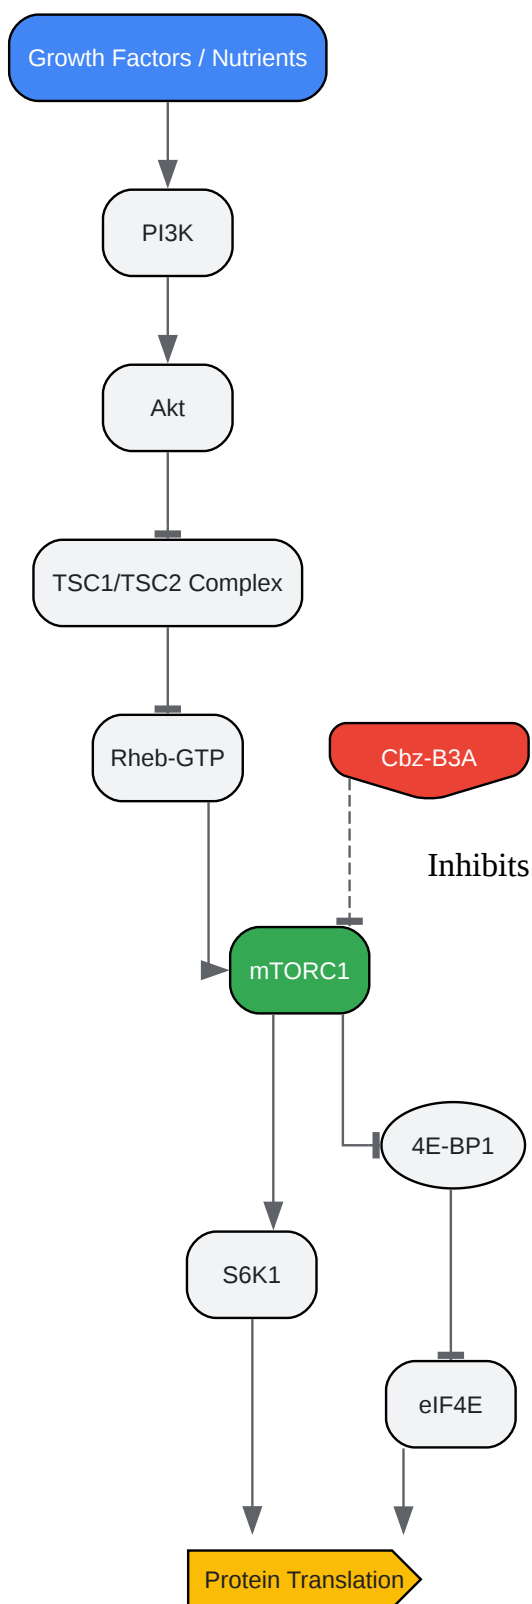 Growth Factors / Nutrients
PI3K
Akt
TSC1/TSC2 Complex
Rheb-GTP
Cbz-B3A
Inhibits
mTORC1
4E-BP1
S6K1
eIF4E
Protein Translation